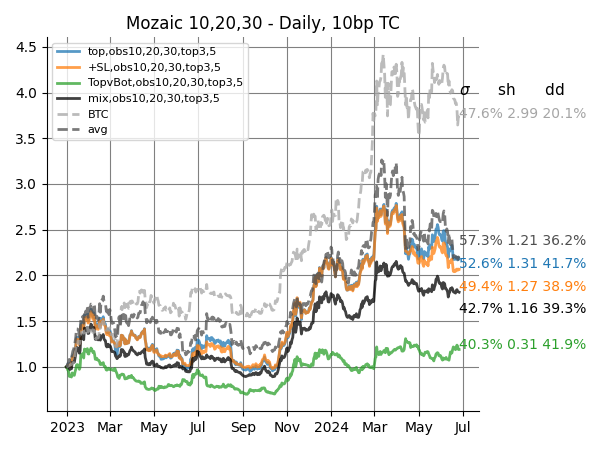 Mozaic 10,20,30 - Daily, 10bp TC
top,obs10,20,30,top3,5
+SL,obs10,20,30,top3,5
TopvBot,obs10,20,30,top3,5
mix,obs10,20,30,top3,5
BTC
avg
σ sh dd
47.6% 2.99 20.1%
57.3% 1.21 36.2%
52.6% 1.31 41.7%
49.4% 1.27 38.9%
42.7% 1.16 39.3%
40.3% 0.31 41.9%
4.5
4.0
3.5
3.0
2.5
2.0
1.5
1.0
2023 Mar May Jul Sep Nov 2024 Mar May Jul